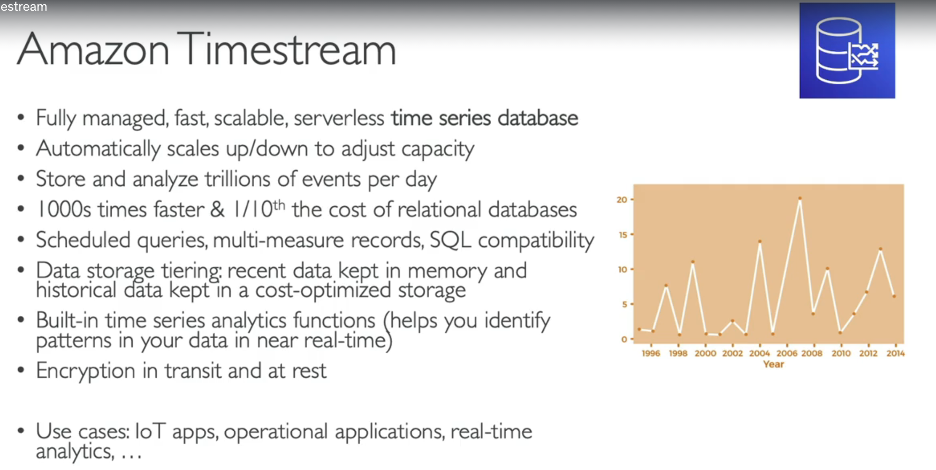 estream
Amazon Timestream
• Fully managed, fast, scalable, serverless time series database
• Automatically scales up/down to adjust capacity
• Store and analyze trillions of events per day
• 1000s times faster & 1/10th the cost of relational databases
• Scheduled queries, multi-measure records, SQL compatibility
• Data storage tiering: recent data kept in memory and
historical data kept in a cost-optimized storage
• Built-in time series analytics functions (helps you identify
patterns in your data in near real-time)
• Encryption in transit and at rest
• Use cases: IoT apps, operational applications, real-time
analytics, …
20
15
10
5
0
1996 1998 2000 2002 2004 2006 2008 2010 2012 2014
Year